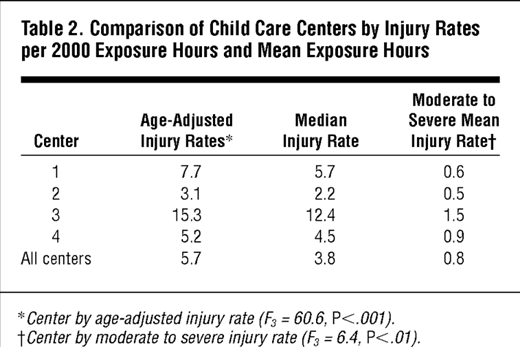 Table 2. Comparison of Child Care Centers by Injury Rates
per 2000 Exposure Hours and Mean Exposure Hours
Center Age-Adjusted Injury Rates* Median Injury Rate Moderate to Severe Mean Injury Rate†
1 7.7 5.7 0.6
2 3.1 2.2 0.5
3 15.3 12.4 1.5
4 5.2 4.5 0.9
All centers 5.7 3.8 0.8
*Center by age-adjusted injury rate (F3 = 60.6, P<.001).
†Center by moderate to severe injury rate (F3 = 6.4, P<.01).